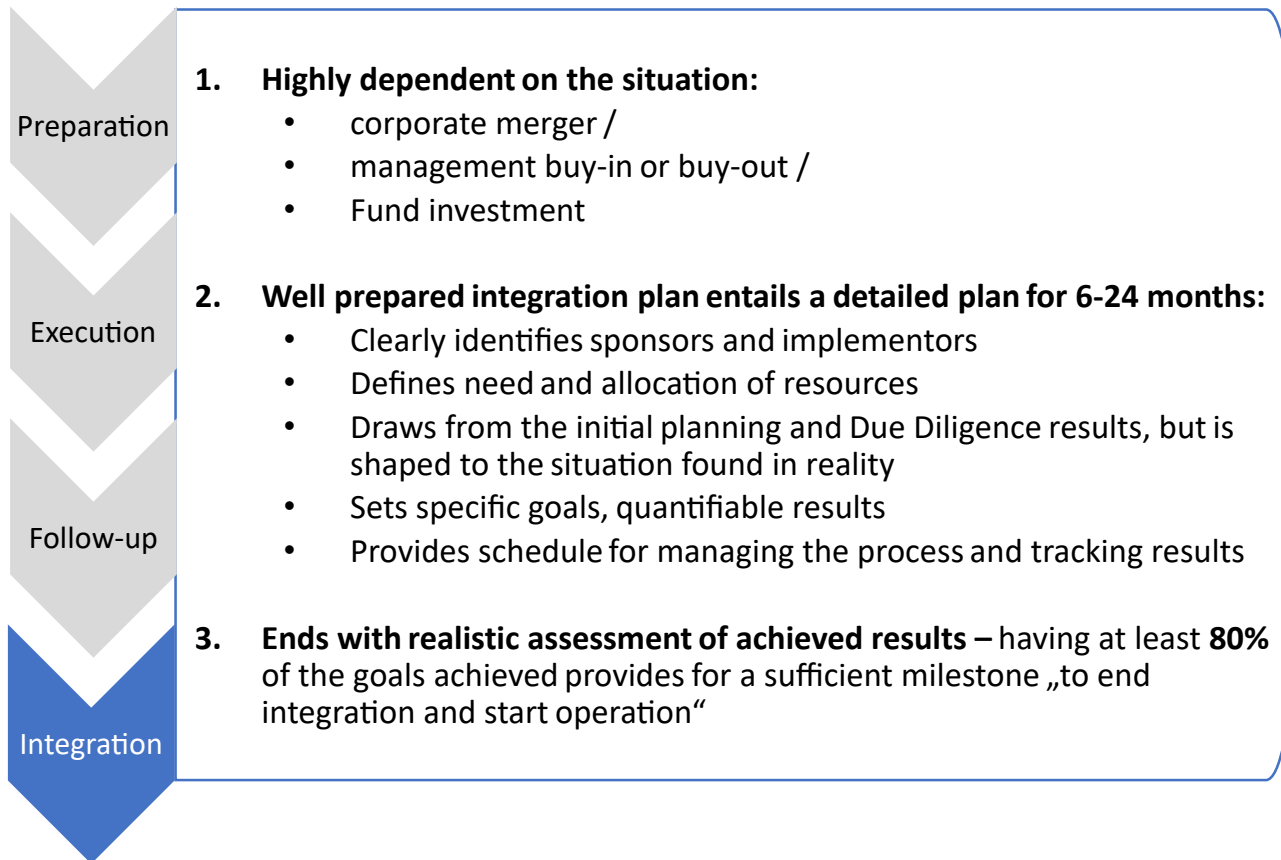 Preparation
Execution
Follow-up
Integration
1. Highly dependent on the situation:
• corporate merger /
• management buy-in or buy-out /
• Fund investment
2. Well prepared integration plan entails a detailed plan for 6-24 months:
• Clearly identifies sponsors and implementors
• Defines need and allocation of resources
• Draws from the initial planning and Due Diligence results, but is
shaped to the situation found in reality
• Sets specific goals, quantifiable results
• Provides schedule for managing the process and tracking results
3. Ends with realistic assessment of achieved results – having at least 80%
of the goals achieved provides for a sufficient milestone „to end
integration and start operation“